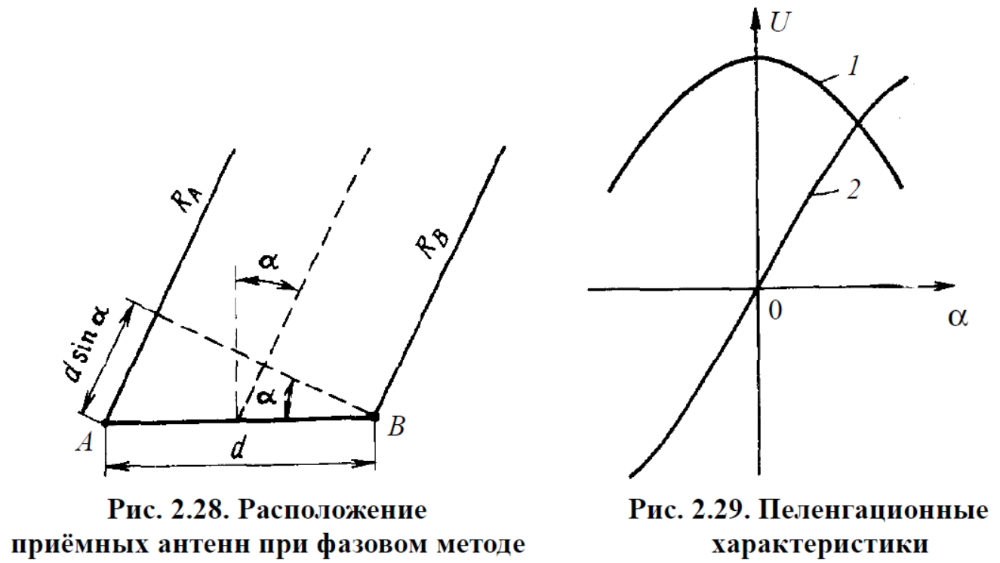 R_A
R_B
α
d sin α
α
A
B
d
Рис. 2.28. Расположение
приёмных антенн при фазовом методе
U
1
2
0
α
Рис. 2.29. Пеленгационные
характеристики